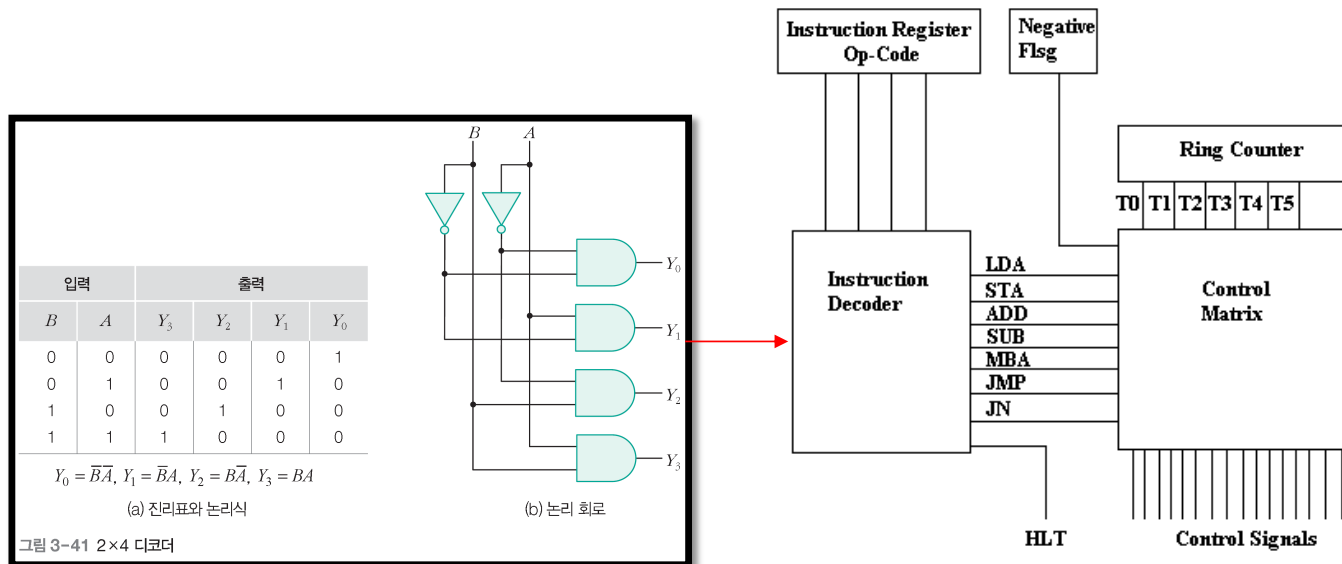 B A
Y₀
Y₁
Y₂
Y₃
입력 출력
B A Y₃ Y₂ Y₁ Y₀
0 0 0 0 0 1
0 1 0 0 1 0
1 0 0 1 0 0
1 1 1 0 0 0
Y₀ = B̅A̅, Y₁ = B̅A, Y₂ = BA̅, Y₃ = BA
(a) 진리표와 논리식
(b) 논리 회로
그림 3-41 2×4 디코더
Instruction Register
Op-Code
Negative
Flsg
Ring Counter
T0 T1 T2 T3 T4 T5
Instruction
Decoder
LDA
STA
ADD
SUB
MBA
JMP
JN
Control
Matrix
HLT
Control Signals